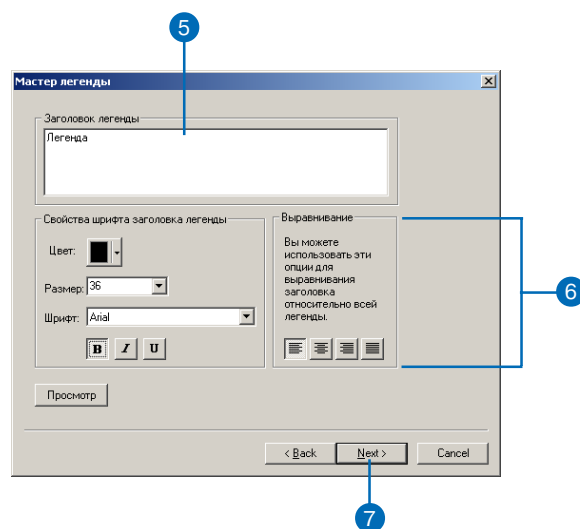 5
Мастер легенды
Заголовок легенды
Легенда
Свойства шрифта заголовка легенды
Цвет:
Размер: 36
Шрифт: Arial
B I U
Выравнивание
Вы можете
использовать эти
опции для
выравнивания
заголовка
относительно всей
легенды.
6
Просмотр
< Back Next > Cancel
7